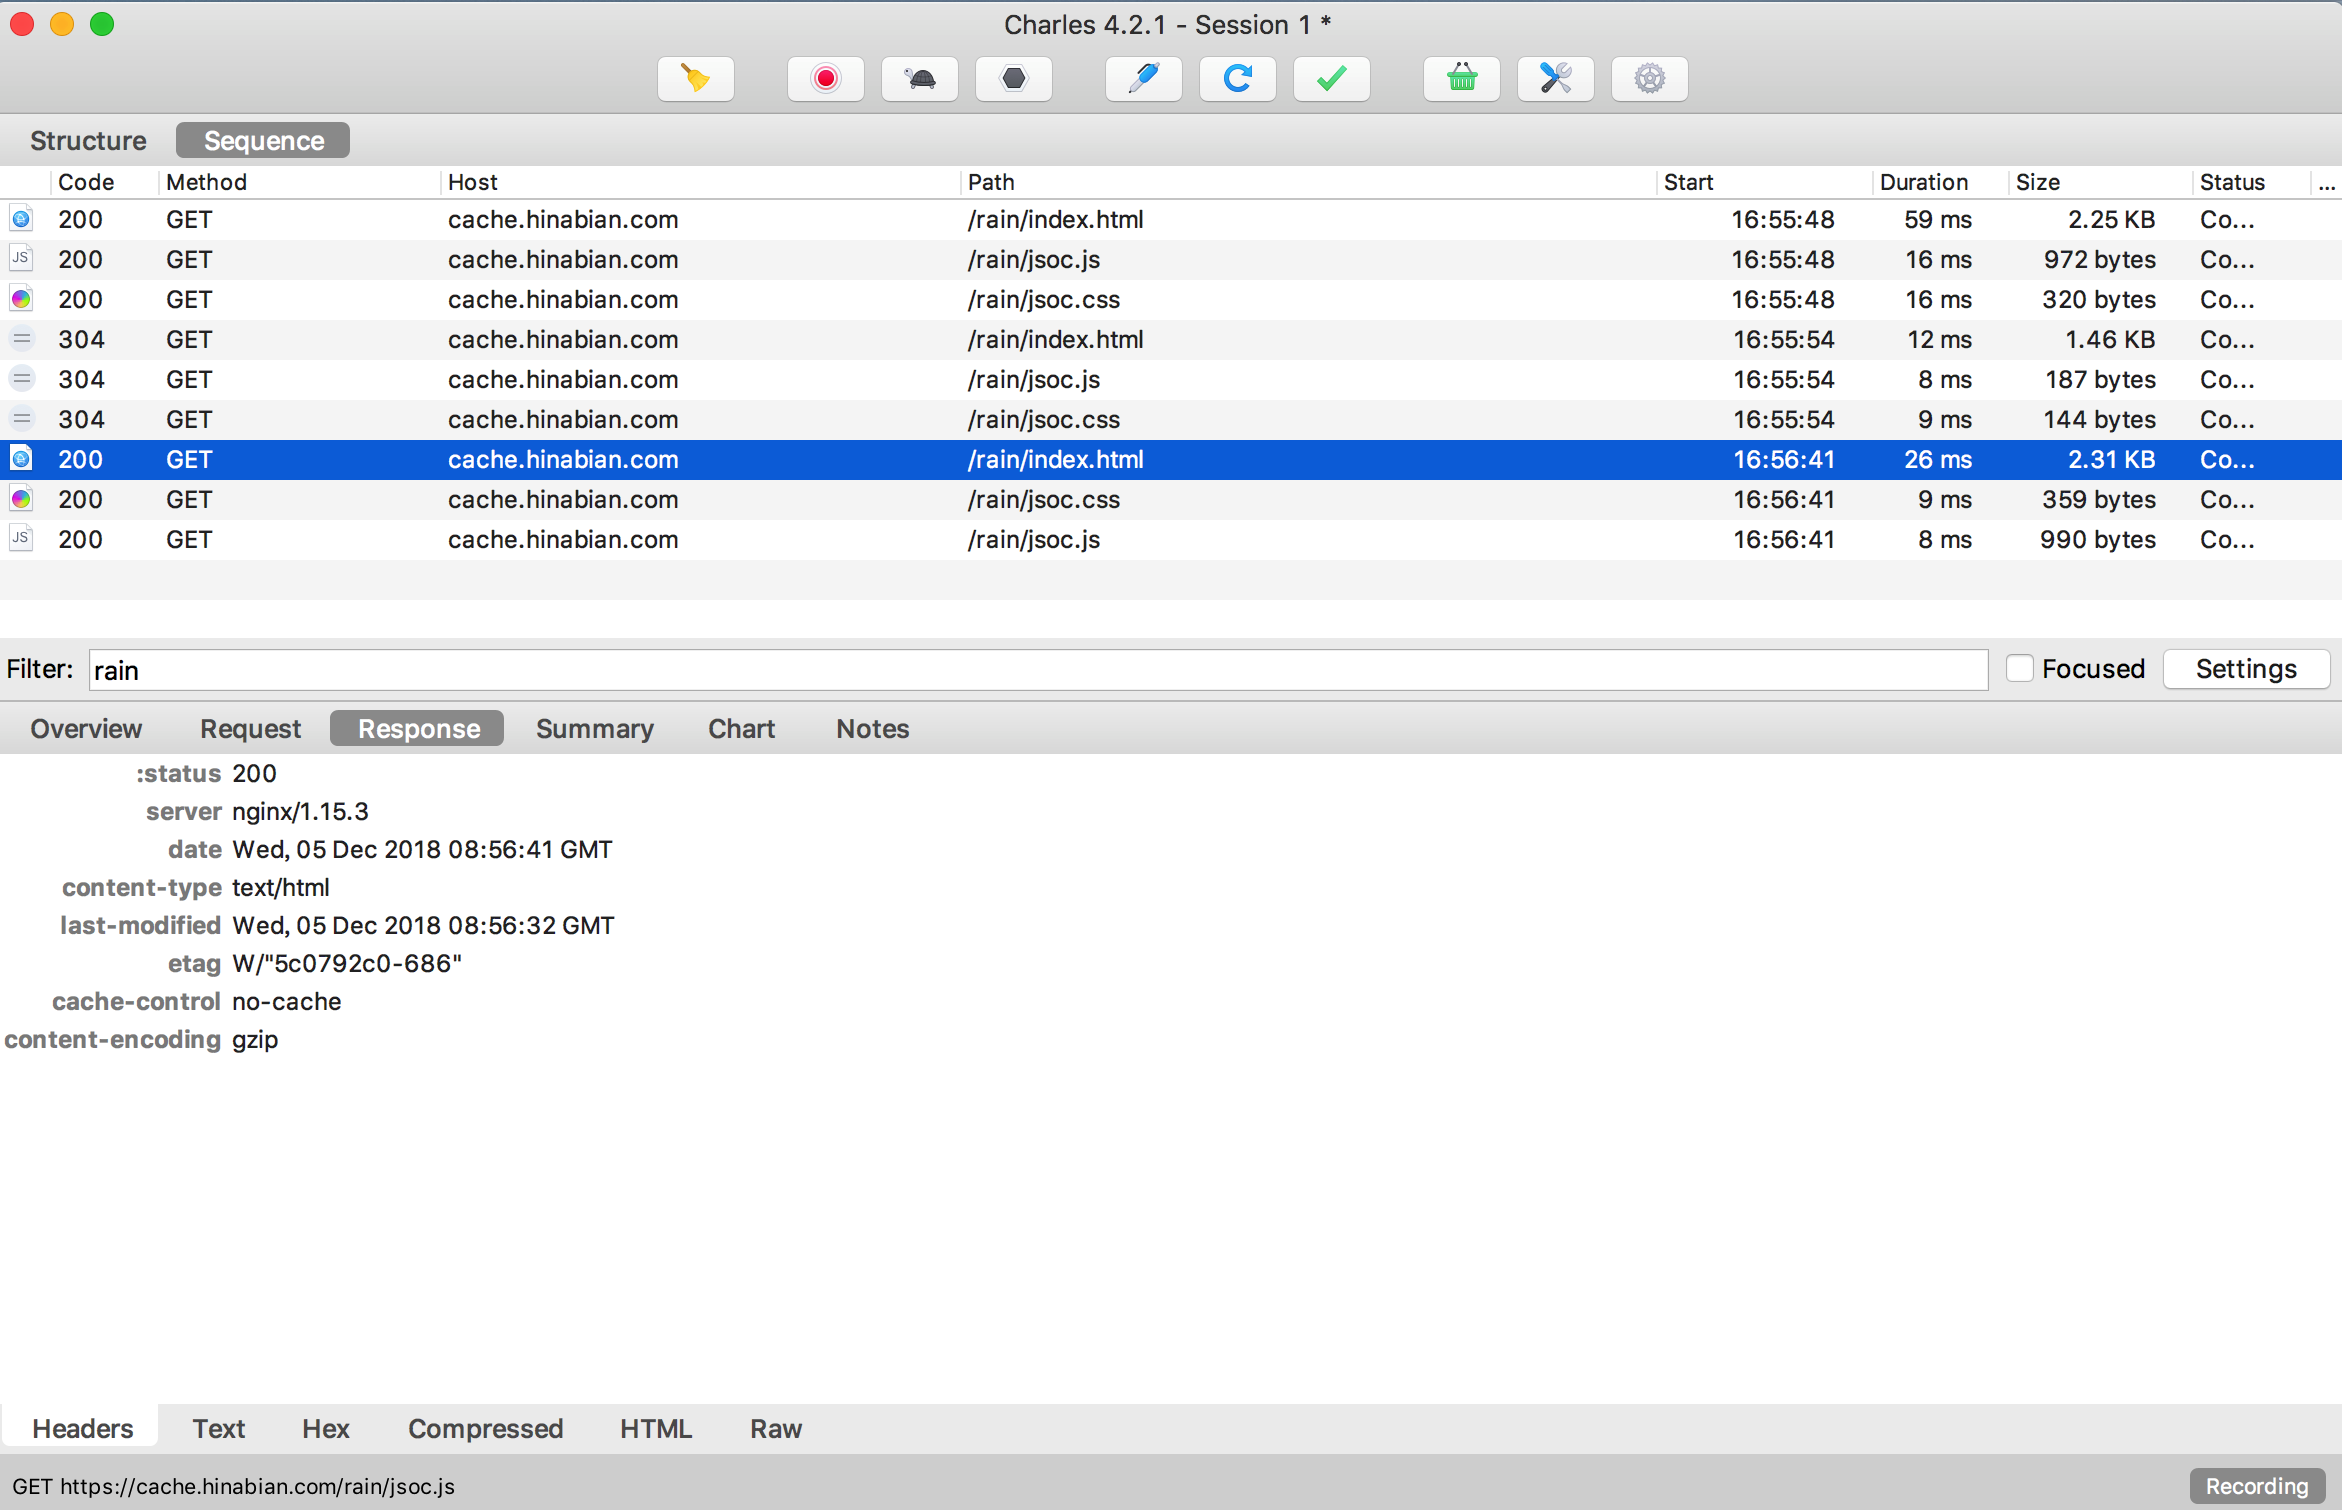 Charles 4.2.1 - Session 1 *
Structure Sequence
Code Method Host Path Start Duration Size Status ...
200 GET cache.hinabian.com /rain/index.html 16:55:48 59 ms 2.25 KB Co...
JS 200 GET cache.hinabian.com /rain/jsoc.js 16:55:48 16 ms 972 bytes Co...
200 GET cache.hinabian.com /rain/jsoc.css 16:55:48 16 ms 320 bytes Co...
304 GET cache.hinabian.com /rain/index.html 16:55:54 12 ms 1.46 KB Co...
304 GET cache.hinabian.com /rain/jsoc.js 16:55:54 8 ms 187 bytes Co...
304 GET cache.hinabian.com /rain/jsoc.css 16:55:54 9 ms 144 bytes Co...
200 GET cache.hinabian.com /rain/index.html 16:56:41 26 ms 2.31 KB Co...
200 GET cache.hinabian.com /rain/jsoc.css 16:56:41 9 ms 359 bytes Co...
JS 200 GET cache.hinabian.com /rain/jsoc.js 16:56:41 8 ms 990 bytes Co...
Filter: rain Focused Settings
Overview Request Response Summary Chart Notes
:status 200
server nginx/1.15.3
date Wed, 05 Dec 2018 08:56:41 GMT
content-type text/html
last-modified Wed, 05 Dec 2018 08:56:32 GMT
etag W/"5c0792c0-686"
cache-control no-cache
content-encoding gzip
Headers Text Hex Compressed HTML Raw
GET https://cache.hinabian.com/rain/jsoc.js Recording